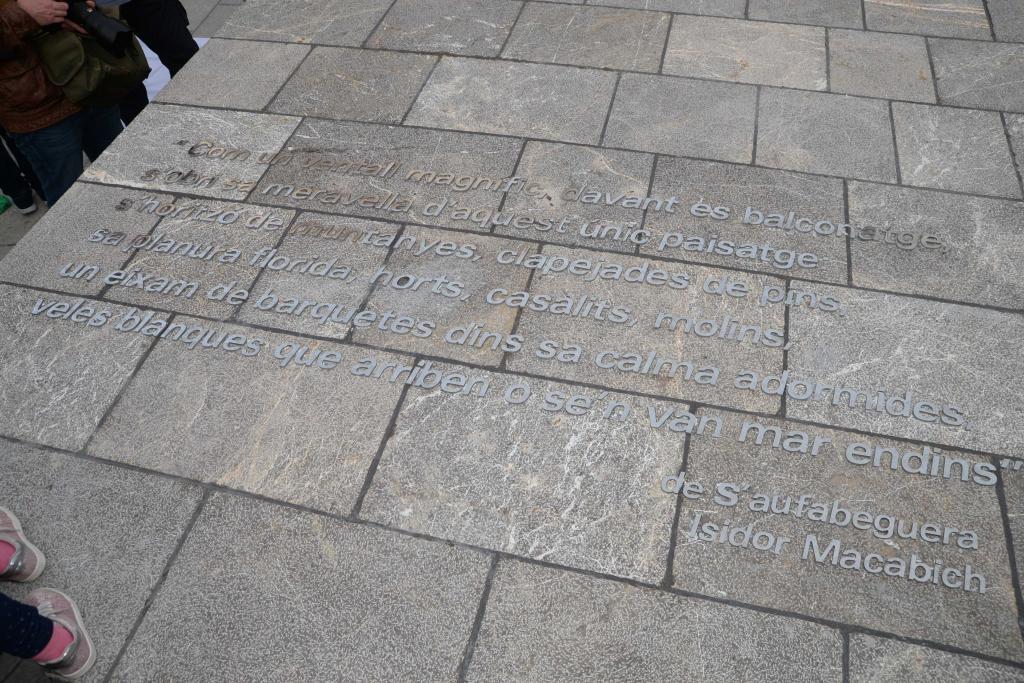 "Com un ventall magnífic, davant és balconatge,
s'obri sa meravella d'aquest únic paisatge
s'horitzó de muntanyes, clapejades de pins,
sa planura florida, horts, casalits, molins,
un eixam de barquetes dins sa calma adormides,
veles blanques que arriben o se'n van mar endins"
de s'aufabeguera
Isidor Macabich